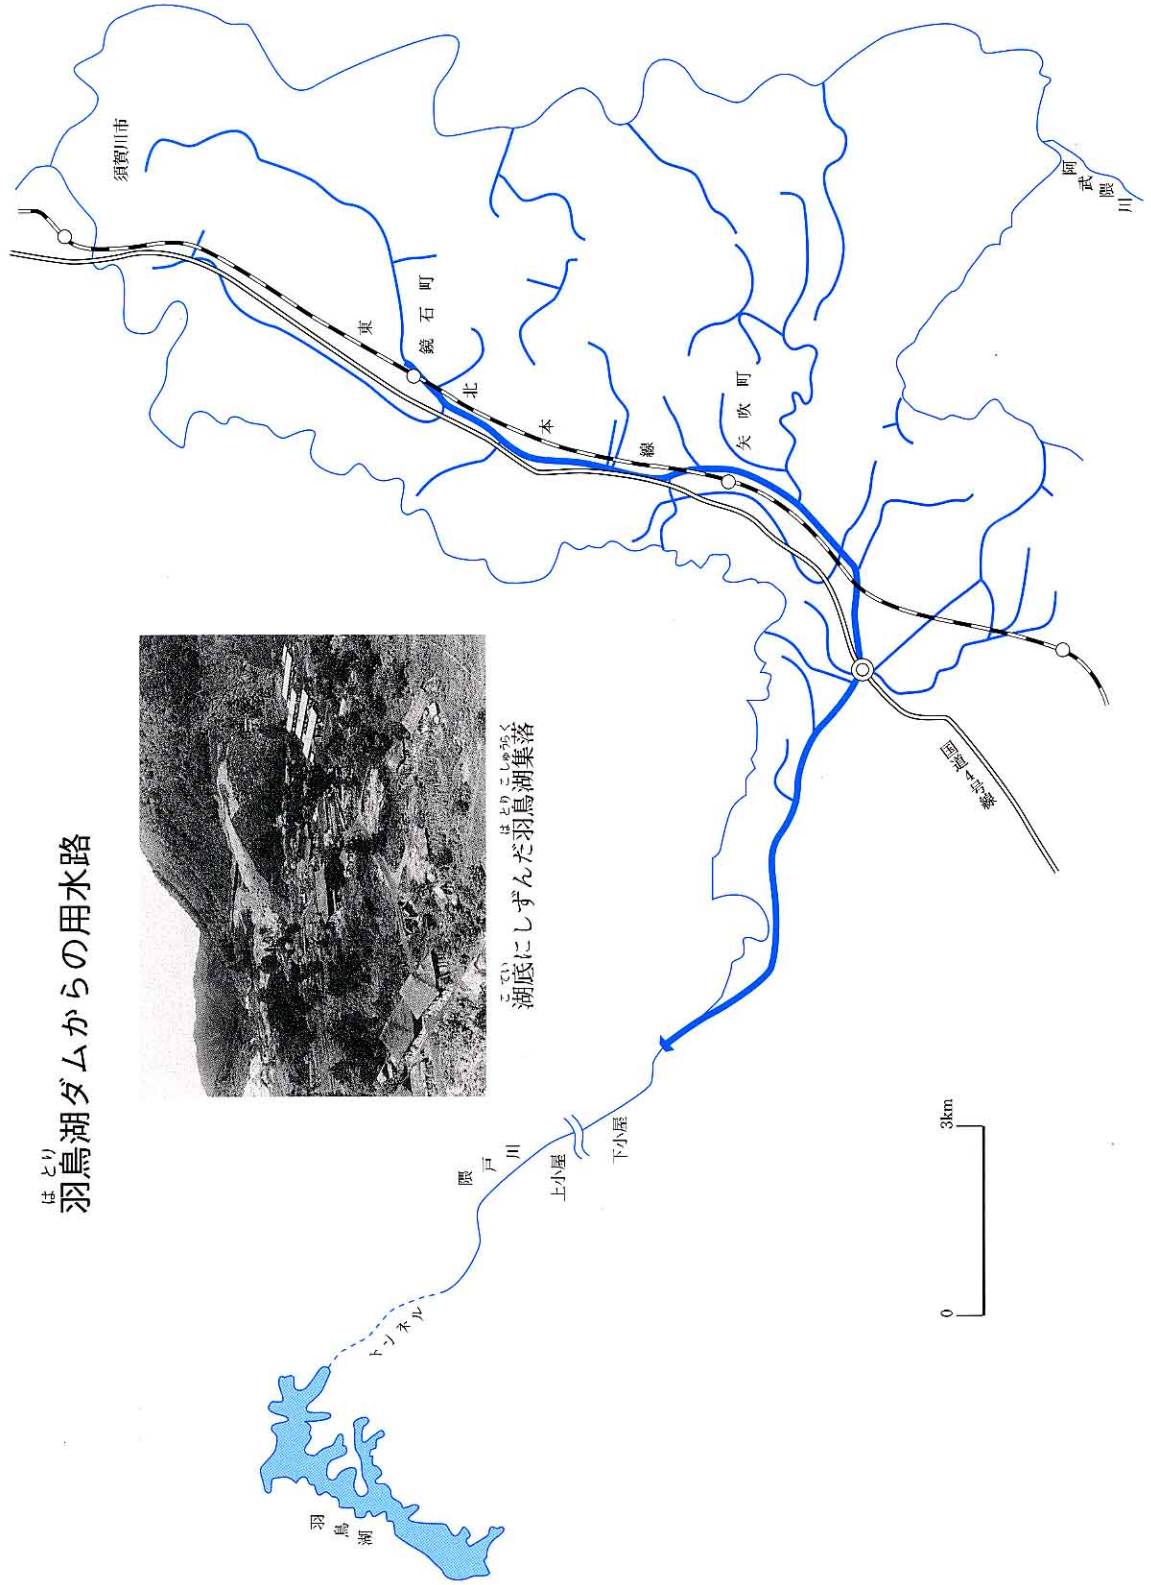 はとり
羽鳥湖ダムからの用水路
こてい はとりこしゅうらく
湖底にしずんだ羽鳥湖集落
羽鳥湖
トンネル
隈戸川
上小屋
下小屋
須賀川市
鏡石町
東北本線
矢吹町
国道4号線
阿武隈川
0 3km